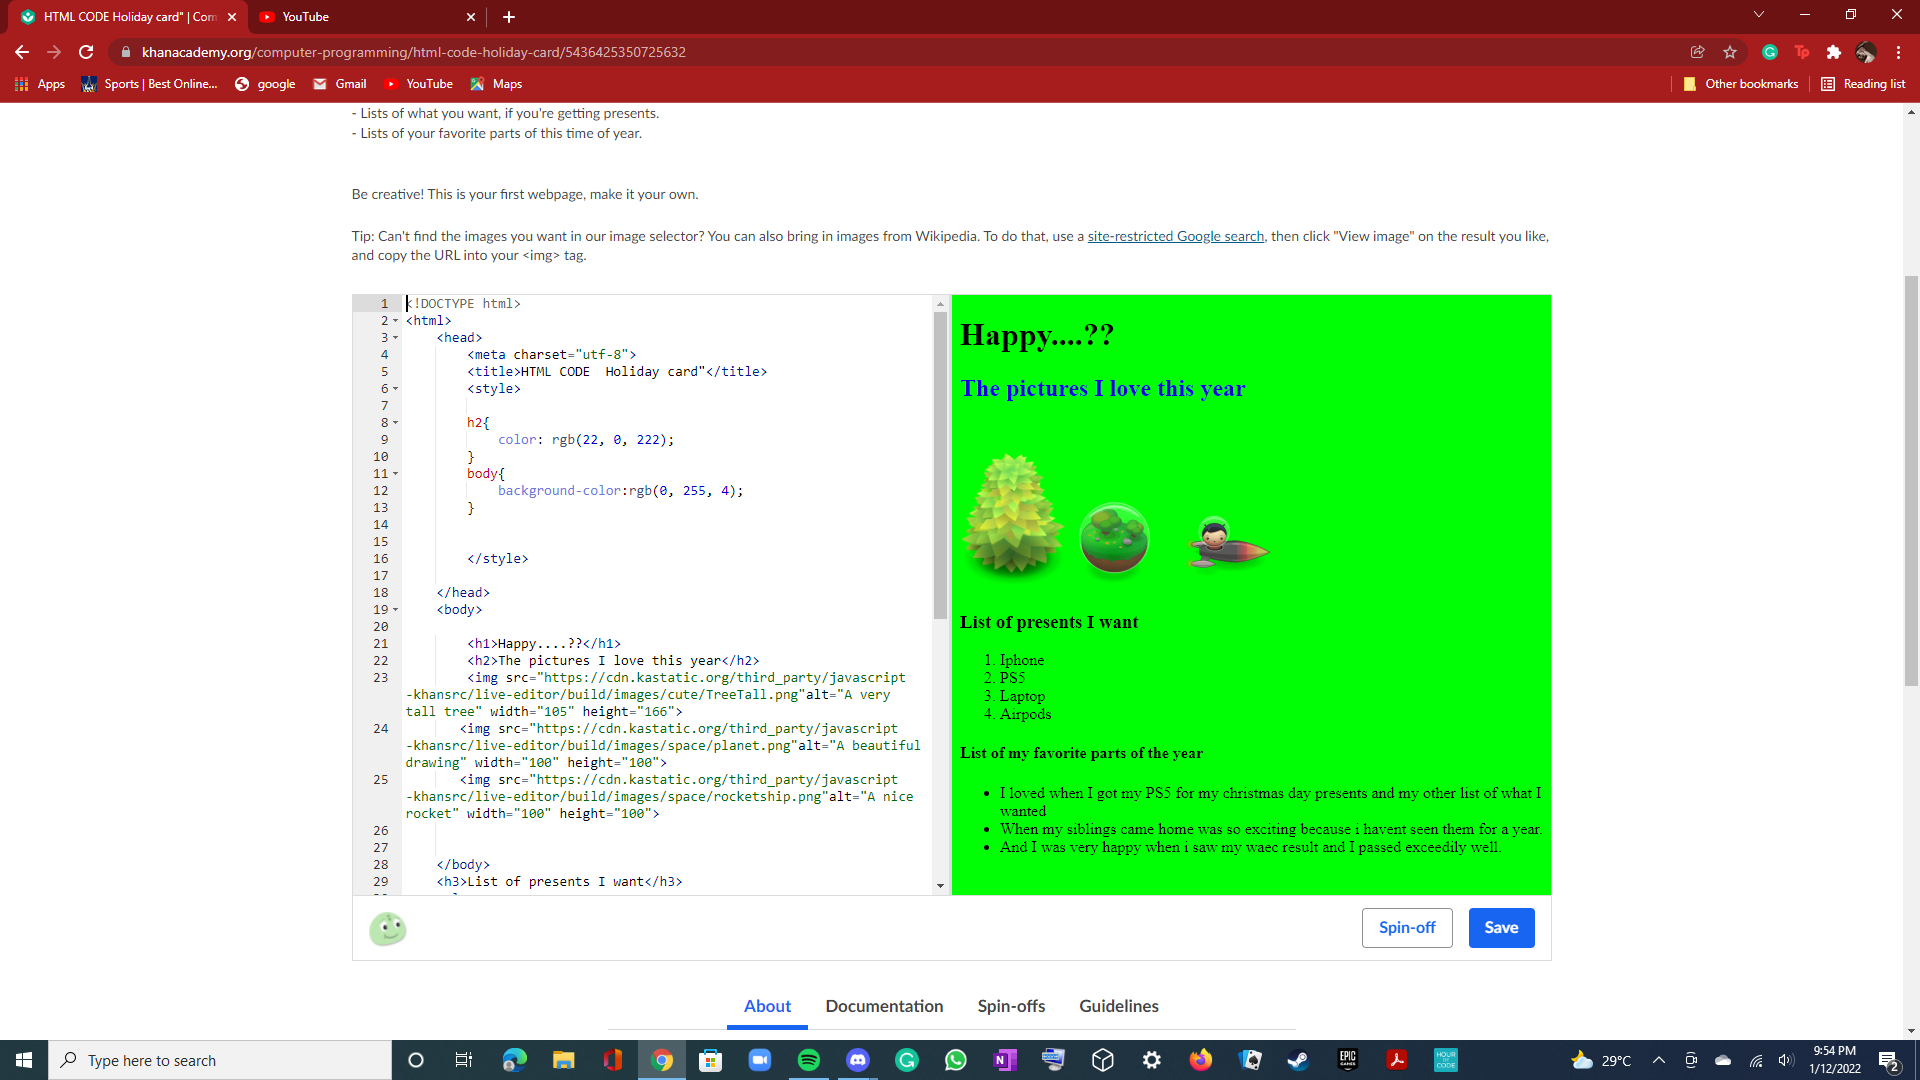 HTML CODE Holiday card" | Com
YouTube
khanacademy.org/computer-programming/html-code-holiday-card/5436425350725632
Apps
Sports | Best Online...
google
Gmail
YouTube
Maps
Other bookmarks
Reading list
- Lists of what you want, if you're getting presents.
- Lists of your favorite parts of this time of year.
Be creative! This is your first webpage, make it your own.
Tip: Can't find the images you want in our image selector? You can also bring in images from Wikipedia. To do that, use a site-restricted Google search, then click "View image" on the result you like,
and copy the URL into your <img> tag.
1 <!DOCTYPE html>
2 <html>
3 <head>
4 <meta charset="utf-8">
5 <title>HTML CODE  Holiday card"</title>
6 <style>
7
8 h2{
9 color: rgb(22, 0, 222);
10 }
11 body{
12 background-color:rgb(0, 255, 4);
13 }
14
15
16 </style>
17
18 </head>
19 <body>
20
21 <h1>Happy....??</h1>
22 <h2>The pictures I love this year</h2>
23 <img src="https://cdn.kastatic.org/third_party/javascript
-khansrc/live-editor/build/images/cute/TreeTall.png"alt="A very
tall tree" width="105" height="166">
24 <img src="https://cdn.kastatic.org/third_party/javascript
-khansrc/live-editor/build/images/space/planet.png"alt="A beautiful
drawing" width="100" height="100">
25 <img src="https://cdn.kastatic.org/third_party/javascript
-khansrc/live-editor/build/images/space/rocketship.png"alt="A nice
rocket" width="100" height="100">
26
27
28 </body>
29 <h3>List of presents I want</h3>
Happy....??
The pictures I love this year
List of presents I want
1. Iphone
2. PS5
3. Laptop
4. Airpods
List of my favorite parts of the year
• I loved when I got my PS5 for my christmas day presents and my other list of what I
wanted
• When my siblings came home was so exciting because i havent seen them for a year.
• And I was very happy when i saw my waec result and I passed exceedily well.
Spin-off
Save
About
Documentation
Spin-offs
Guidelines
Type here to search
EPIC
GAMES
HOUR
OF
CODE
29°C
9:54 PM
1/12/2022
2